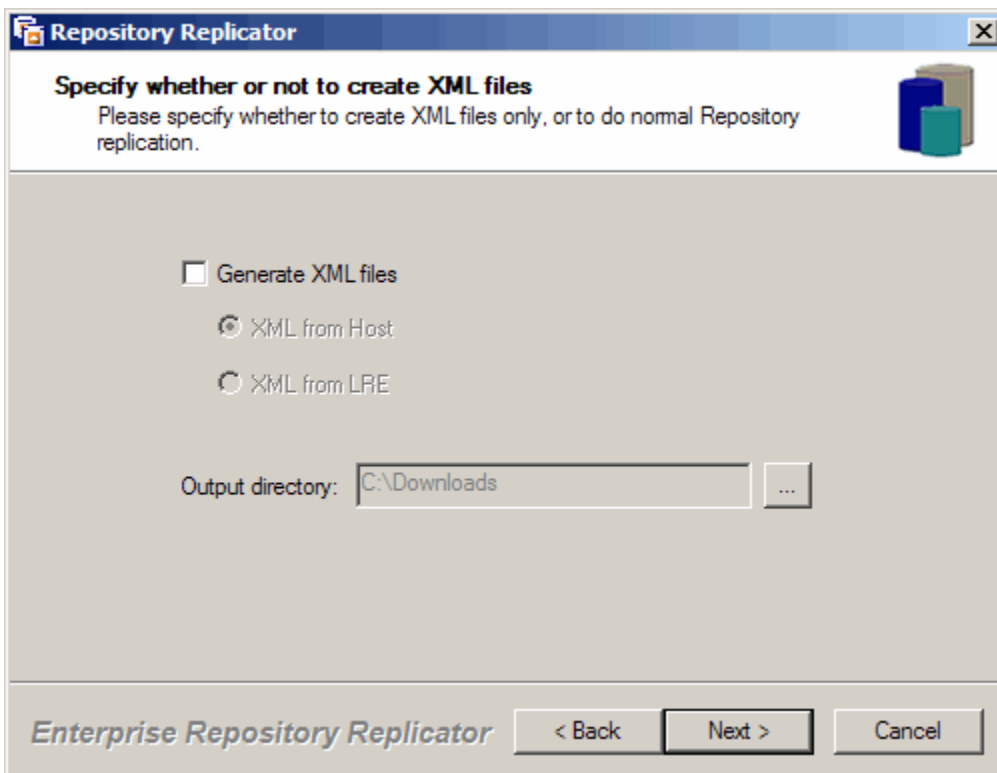 Repository Replicator
Specify whether or not to create XML files
Please specify whether to create XML files only, or to do normal Repository
replication.
Generate XML files
XML from Host
XML from LRE
Output directory: C:\Downloads ...
Enterprise Repository Replicator < Back Next > Cancel